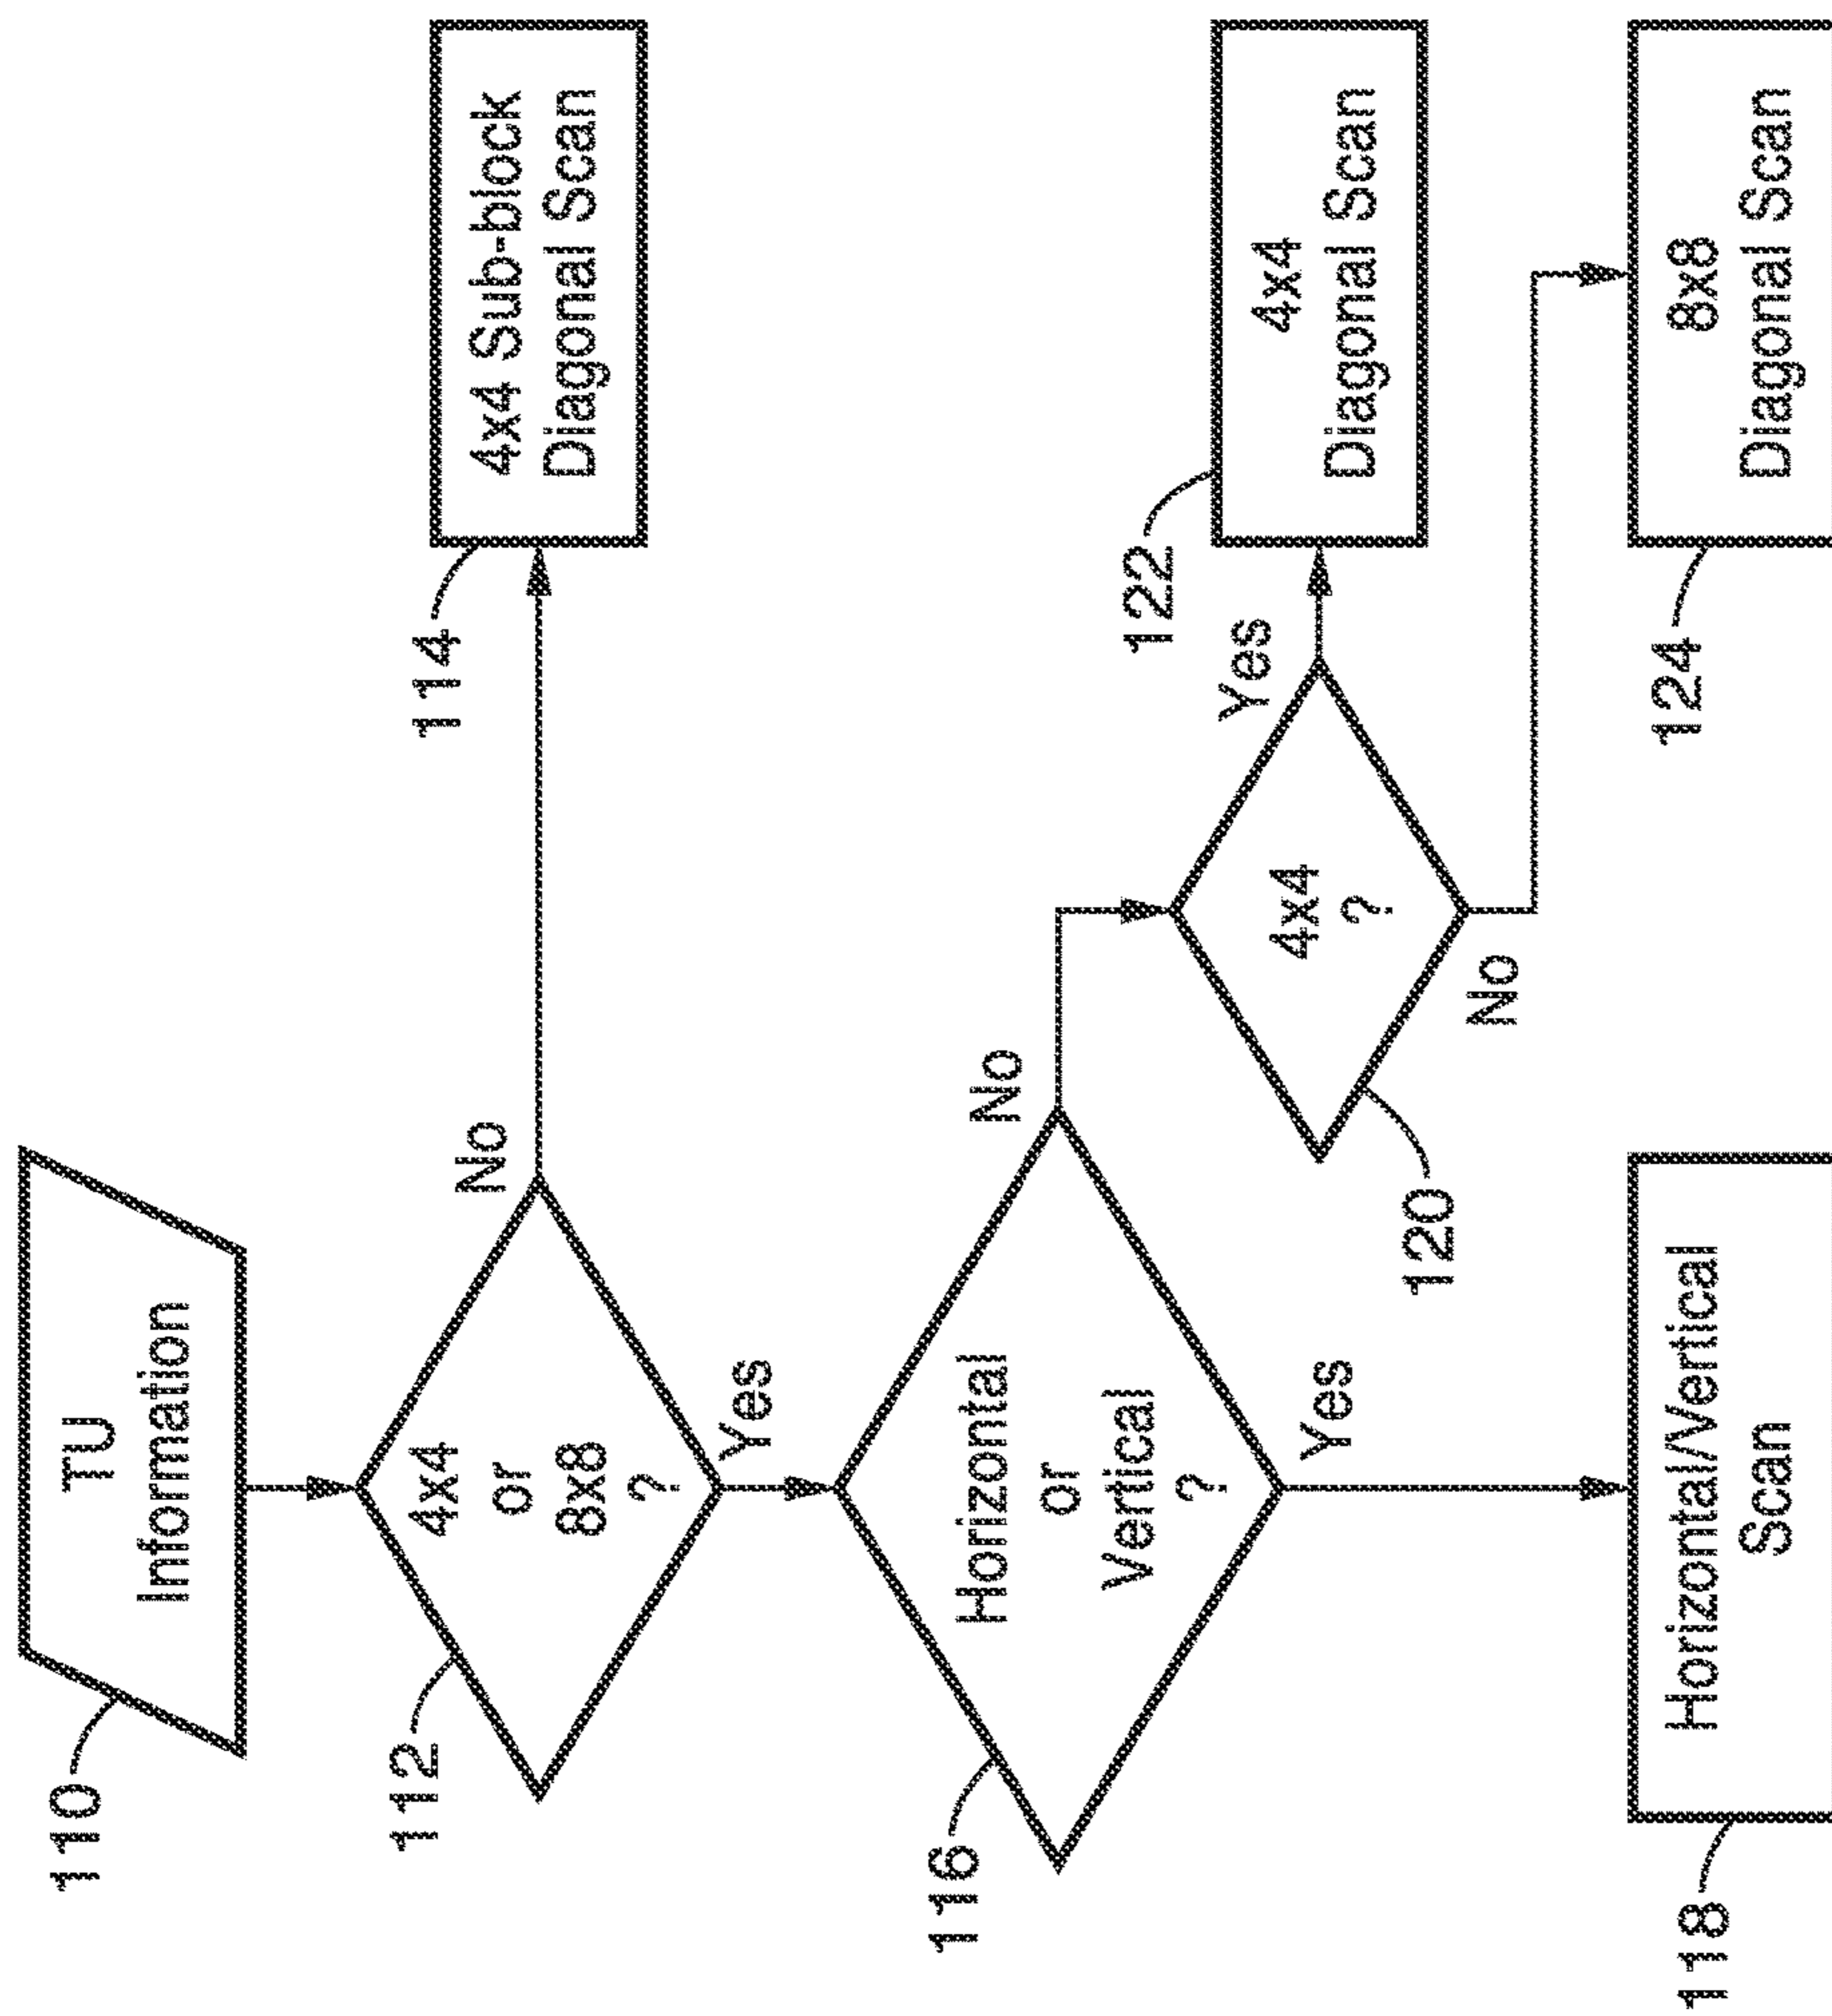 110
TU
Information
112
4x4
or
8x8
?
No
Yes
114
4x4 Sub-block
Diagonal Scan
116
Horizontal
or
Vertical
?
No
Yes
120
4x4
?
Yes
No
122
4x4
Diagonal Scan
118
Horizontal/Vertical
Scan
124
8x8
Diagonal Scan